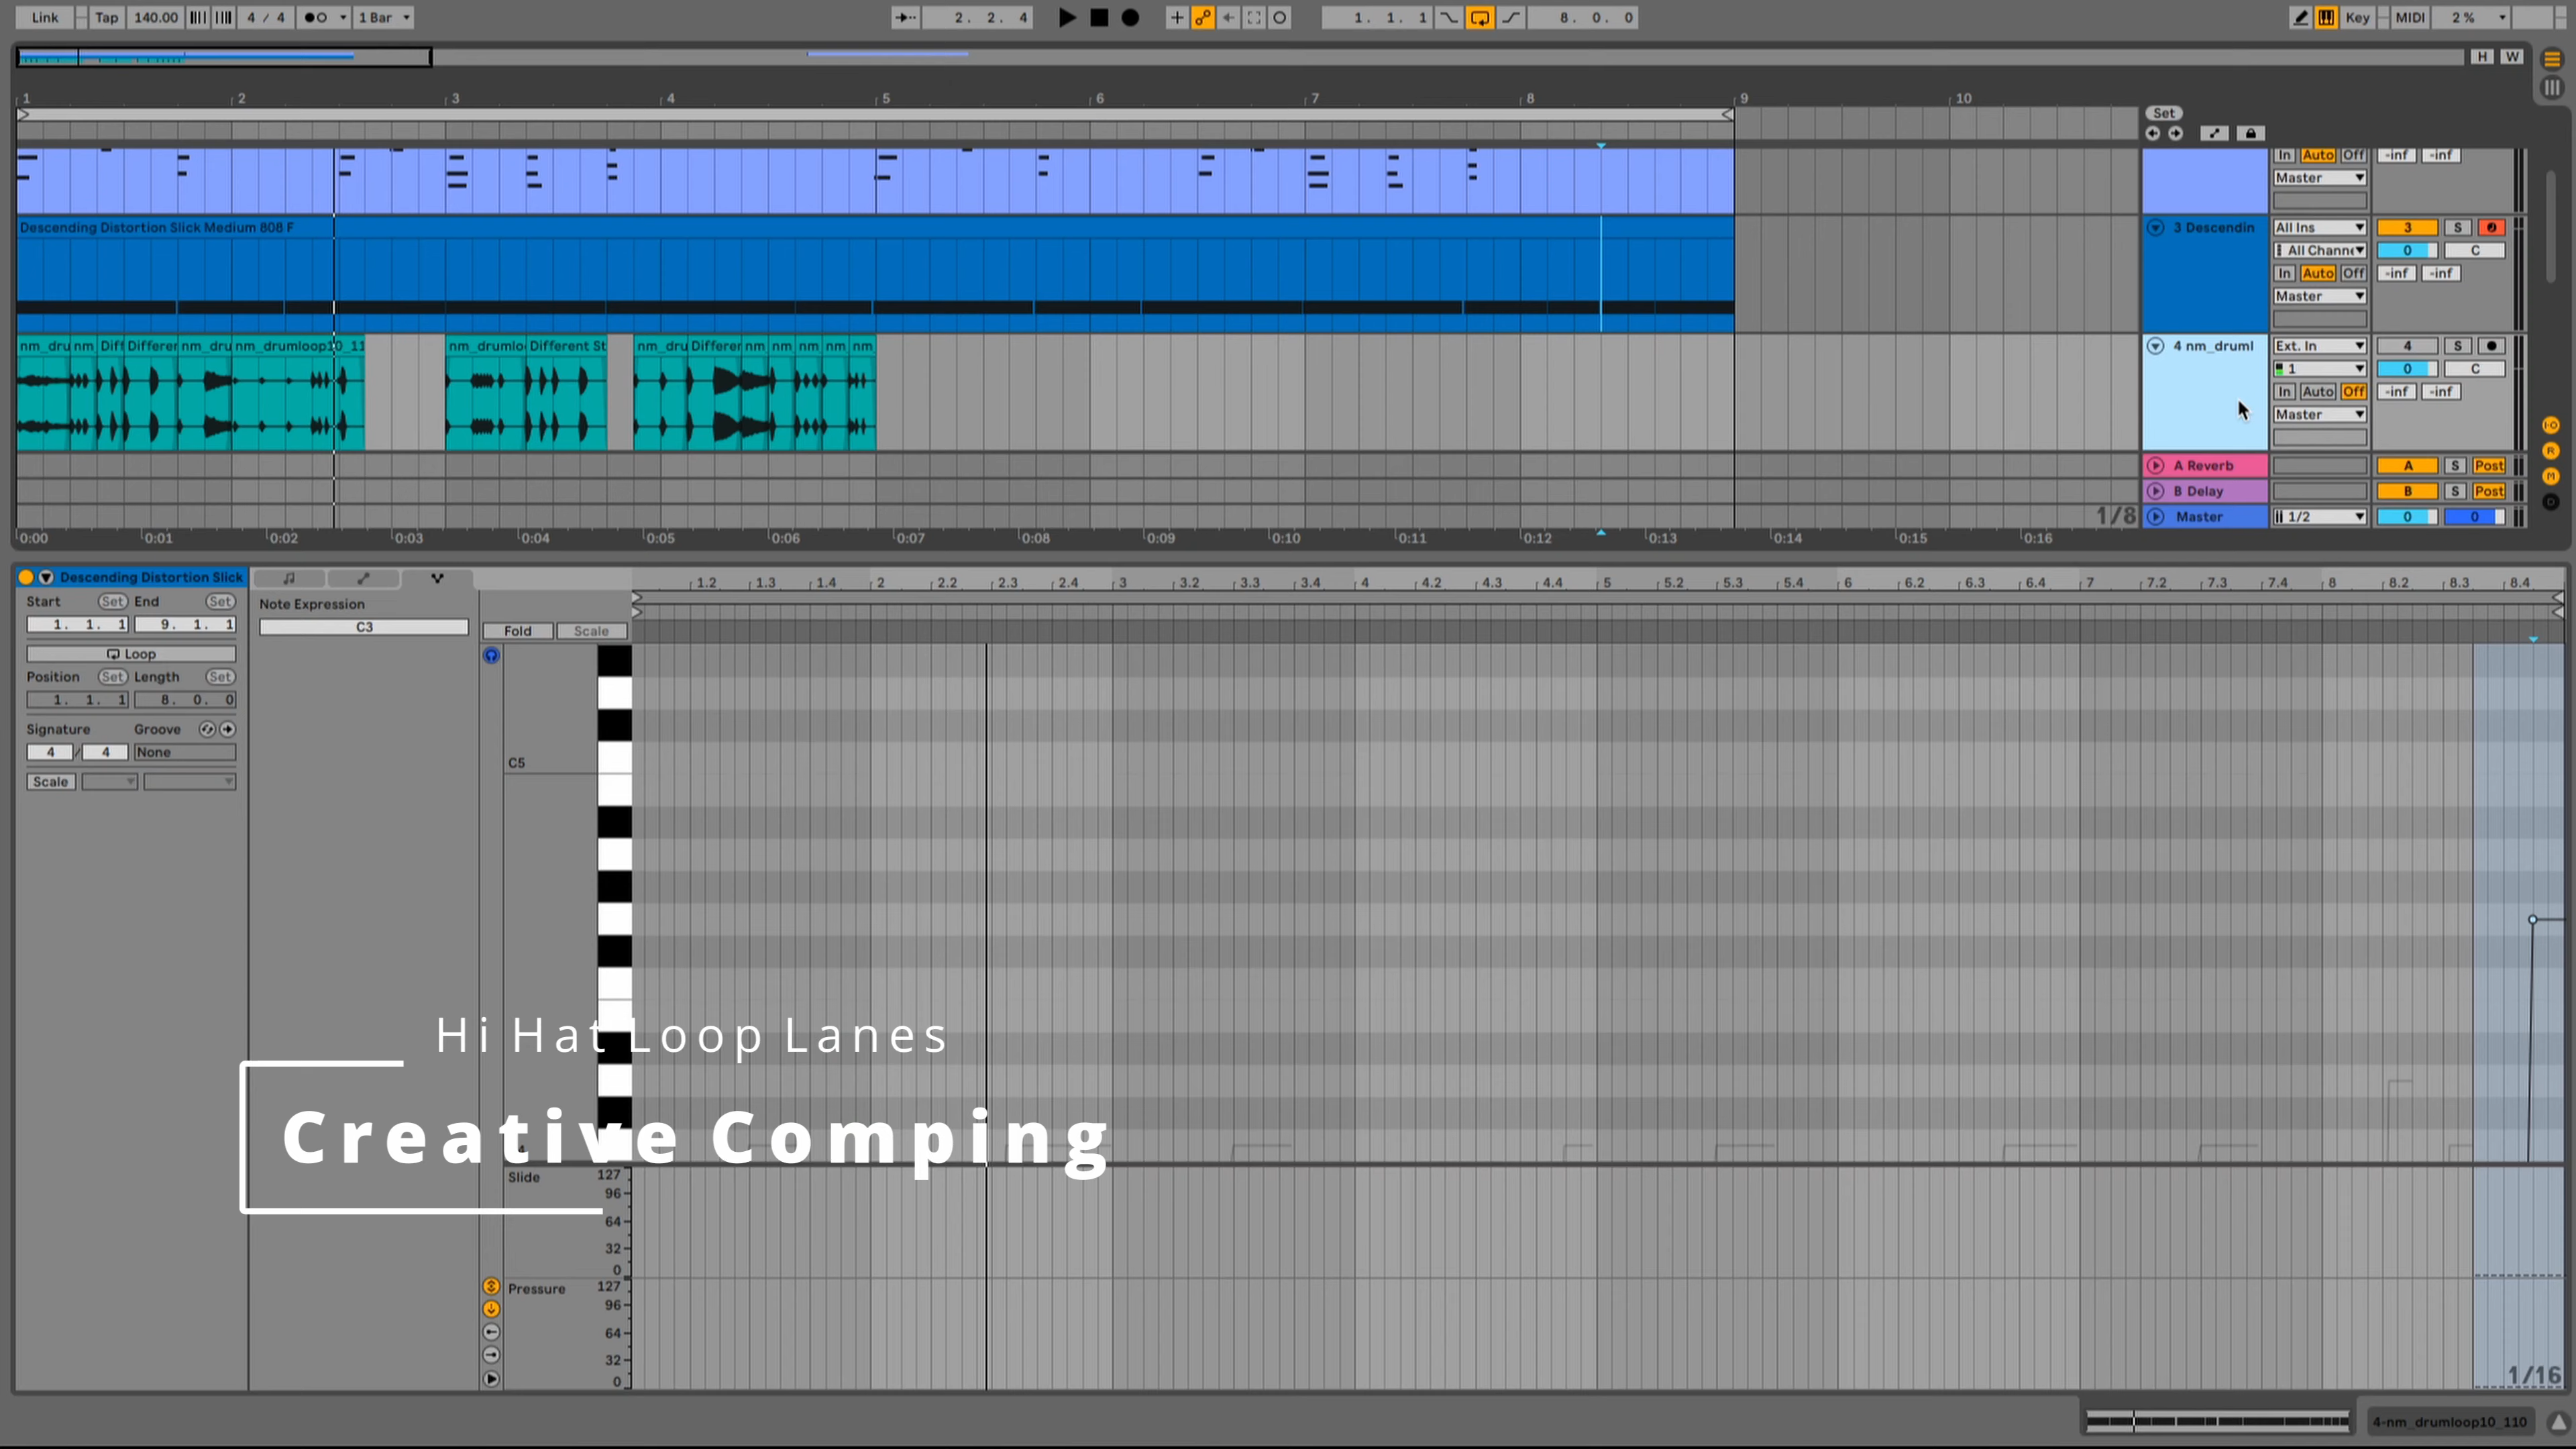 Link Tap 140.00 4 / 4 1 Bar 2. 2. 4 1. 1. 1 8. 0. 0 Key MIDI 2 %
H W
1 2 3 4 5 6 7 8 9 10
Set
In Auto Off -inf -inf
Master
Descending Distortion Slick Medium 808 F
3 Descendin All Ins 3 S
All Chann 0 C
In Auto Off -inf -inf
Master
nm_dru nm Diff Differer nm_dru nm_drumloop10_11 nm_drumlo Different St nm_dru Differer nm nm nm nm nm
4 nm_druml Ext. In 4 S
1 0 C
In Auto Off -inf -inf
Master
A Reverb A S Post
B Delay B S Post
1/8 Master 1/2 0 0
0:00 0:01 0:02 0:03 0:04 0:05 0:06 0:07 0:08 0:09 0:10 0:11 0:12 0:13 0:14 0:15 0:16
Descending Distortion Slick
1.2 1.3 1.4 2 2.2 2.3 2.4 3 3.2 3.3 3.4 4 4.2 4.3 4.4 5 5.2 5.3 5.4 6 6.2 6.3 6.4 7 7.2 7.3 7.4 8 8.2 8.3 8.4
Start Set End Set
1. 1. 1 9. 1. 1
Loop
Position Set Length Set
1. 1. 1 8. 0. 0
Signature Groove
4 / 4 None
Scale
Note Expression
C3
Fold Scale
C5
Hi Hat Loop Lanes
Creative Comping
Slide 127
96
64
32
0
Pressure 127
96
64
32
0
1/16
4-nm_drumloop10_110